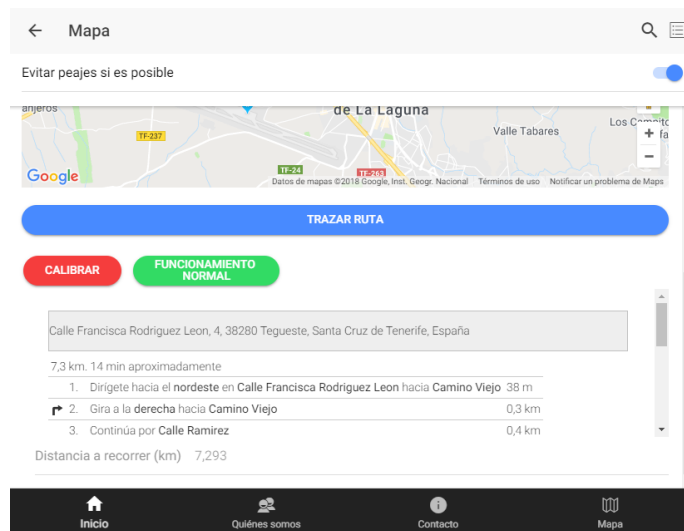 Mapa
Evitar peajes si es posible
anjeros
de La Laguna
TF-237
Valle Tabares
+
−
Google
TF-24
TF-263
Datos de mapas ©2018 Google, Inst. Geogr. Nacional Términos de uso Notificar un problema de Maps
TRAZAR RUTA
CALIBRAR
FUNCIONAMIENTO
NORMAL
Calle Francisca Rodriguez Leon, 4, 38280 Tegueste, Santa Cruz de Tenerife, España
7,3 km. 14 min aproximadamente
1. Dirígete hacia el nordeste en Calle Francisca Rodriguez Leon hacia Camino Viejo 38 m
2. Gira a la derecha hacia Camino Viejo 0,3 km
3. Continúa por Calle Ramirez 0,4 km
Distancia a recorrer (km) 7,293
Inicio Quiénes somos Contacto Mapa